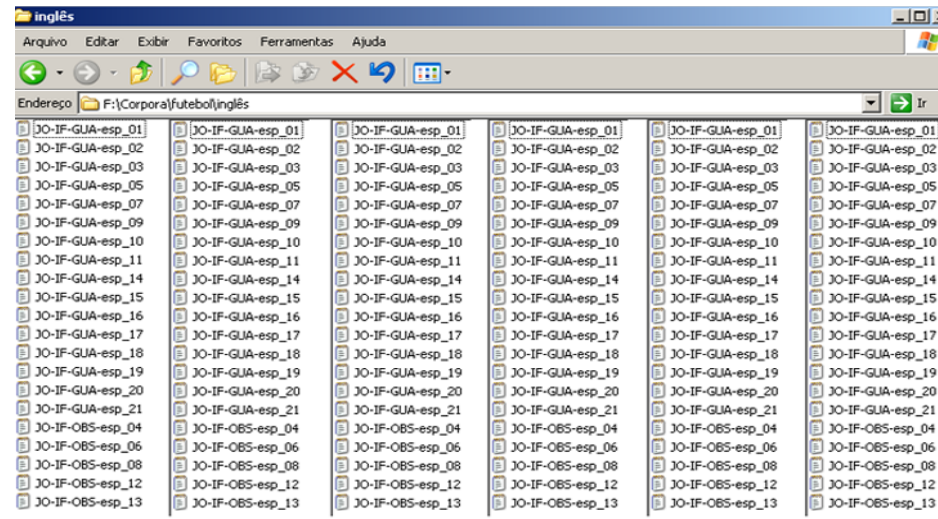 inglês
Arquivo Editar Exibir Favoritos Ferramentas Ajuda
Endereço F:\Corpora\futebol\inglês Ir
JO-IF-GUA-esp_01 JO-IF-GUA-esp_01 JO-IF-GUA-esp_01 JO-IF-GUA-esp_01 JO-IF-GUA-esp_01 JO-IF-GUA-esp_01
JO-IF-GUA-esp_02 JO-IF-GUA-esp_02 JO-IF-GUA-esp_02 JO-IF-GUA-esp_02 JO-IF-GUA-esp_02 JO-IF-GUA-esp_02
JO-IF-GUA-esp_03 JO-IF-GUA-esp_03 JO-IF-GUA-esp_03 JO-IF-GUA-esp_03 JO-IF-GUA-esp_03 JO-IF-GUA-esp_03
JO-IF-GUA-esp_05 JO-IF-GUA-esp_05 JO-IF-GUA-esp_05 JO-IF-GUA-esp_05 JO-IF-GUA-esp_05 JO-IF-GUA-esp_05
JO-IF-GUA-esp_07 JO-IF-GUA-esp_07 JO-IF-GUA-esp_07 JO-IF-GUA-esp_07 JO-IF-GUA-esp_07 JO-IF-GUA-esp_07
JO-IF-GUA-esp_09 JO-IF-GUA-esp_09 JO-IF-GUA-esp_09 JO-IF-GUA-esp_09 JO-IF-GUA-esp_09 JO-IF-GUA-esp_09
JO-IF-GUA-esp_10 JO-IF-GUA-esp_10 JO-IF-GUA-esp_10 JO-IF-GUA-esp_10 JO-IF-GUA-esp_10 JO-IF-GUA-esp_10
JO-IF-GUA-esp_11 JO-IF-GUA-esp_11 JO-IF-GUA-esp_11 JO-IF-GUA-esp_11 JO-IF-GUA-esp_11 JO-IF-GUA-esp_11
JO-IF-GUA-esp_14 JO-IF-GUA-esp_14 JO-IF-GUA-esp_14 JO-IF-GUA-esp_14 JO-IF-GUA-esp_14 JO-IF-GUA-esp_14
JO-IF-GUA-esp_15 JO-IF-GUA-esp_15 JO-IF-GUA-esp_15 JO-IF-GUA-esp_15 JO-IF-GUA-esp_15 JO-IF-GUA-esp_15
JO-IF-GUA-esp_16 JO-IF-GUA-esp_16 JO-IF-GUA-esp_16 JO-IF-GUA-esp_16 JO-IF-GUA-esp_16 JO-IF-GUA-esp_16
JO-IF-GUA-esp_17 JO-IF-GUA-esp_17 JO-IF-GUA-esp_17 JO-IF-GUA-esp_17 JO-IF-GUA-esp_17 JO-IF-GUA-esp_17
JO-IF-GUA-esp_18 JO-IF-GUA-esp_18 JO-IF-GUA-esp_18 JO-IF-GUA-esp_18 JO-IF-GUA-esp_18 JO-IF-GUA-esp_18
JO-IF-GUA-esp_19 JO-IF-GUA-esp_19 JO-IF-GUA-esp_19 JO-IF-GUA-esp_19 JO-IF-GUA-esp_19 JO-IF-GUA-esp_19
JO-IF-GUA-esp_20 JO-IF-GUA-esp_20 JO-IF-GUA-esp_20 JO-IF-GUA-esp_20 JO-IF-GUA-esp_20 JO-IF-GUA-esp_20
JO-IF-GUA-esp_21 JO-IF-GUA-esp_21 JO-IF-GUA-esp_21 JO-IF-GUA-esp_21 JO-IF-GUA-esp_21 JO-IF-GUA-esp_21
JO-IF-OBS-esp_04 JO-IF-OBS-esp_04 JO-IF-OBS-esp_04 JO-IF-OBS-esp_04 JO-IF-OBS-esp_04 JO-IF-OBS-esp_04
JO-IF-OBS-esp_06 JO-IF-OBS-esp_06 JO-IF-OBS-esp_06 JO-IF-OBS-esp_06 JO-IF-OBS-esp_06 JO-IF-OBS-esp_06
JO-IF-OBS-esp_08 JO-IF-OBS-esp_08 JO-IF-OBS-esp_08 JO-IF-OBS-esp_08 JO-IF-OBS-esp_08 JO-IF-OBS-esp_08
JO-IF-OBS-esp_12 JO-IF-OBS-esp_12 JO-IF-OBS-esp_12 JO-IF-OBS-esp_12 JO-IF-OBS-esp_12 JO-IF-OBS-esp_12
JO-IF-OBS-esp_13 JO-IF-OBS-esp_13 JO-IF-OBS-esp_13 JO-IF-OBS-esp_13 JO-IF-OBS-esp_13 JO-IF-OBS-esp_13